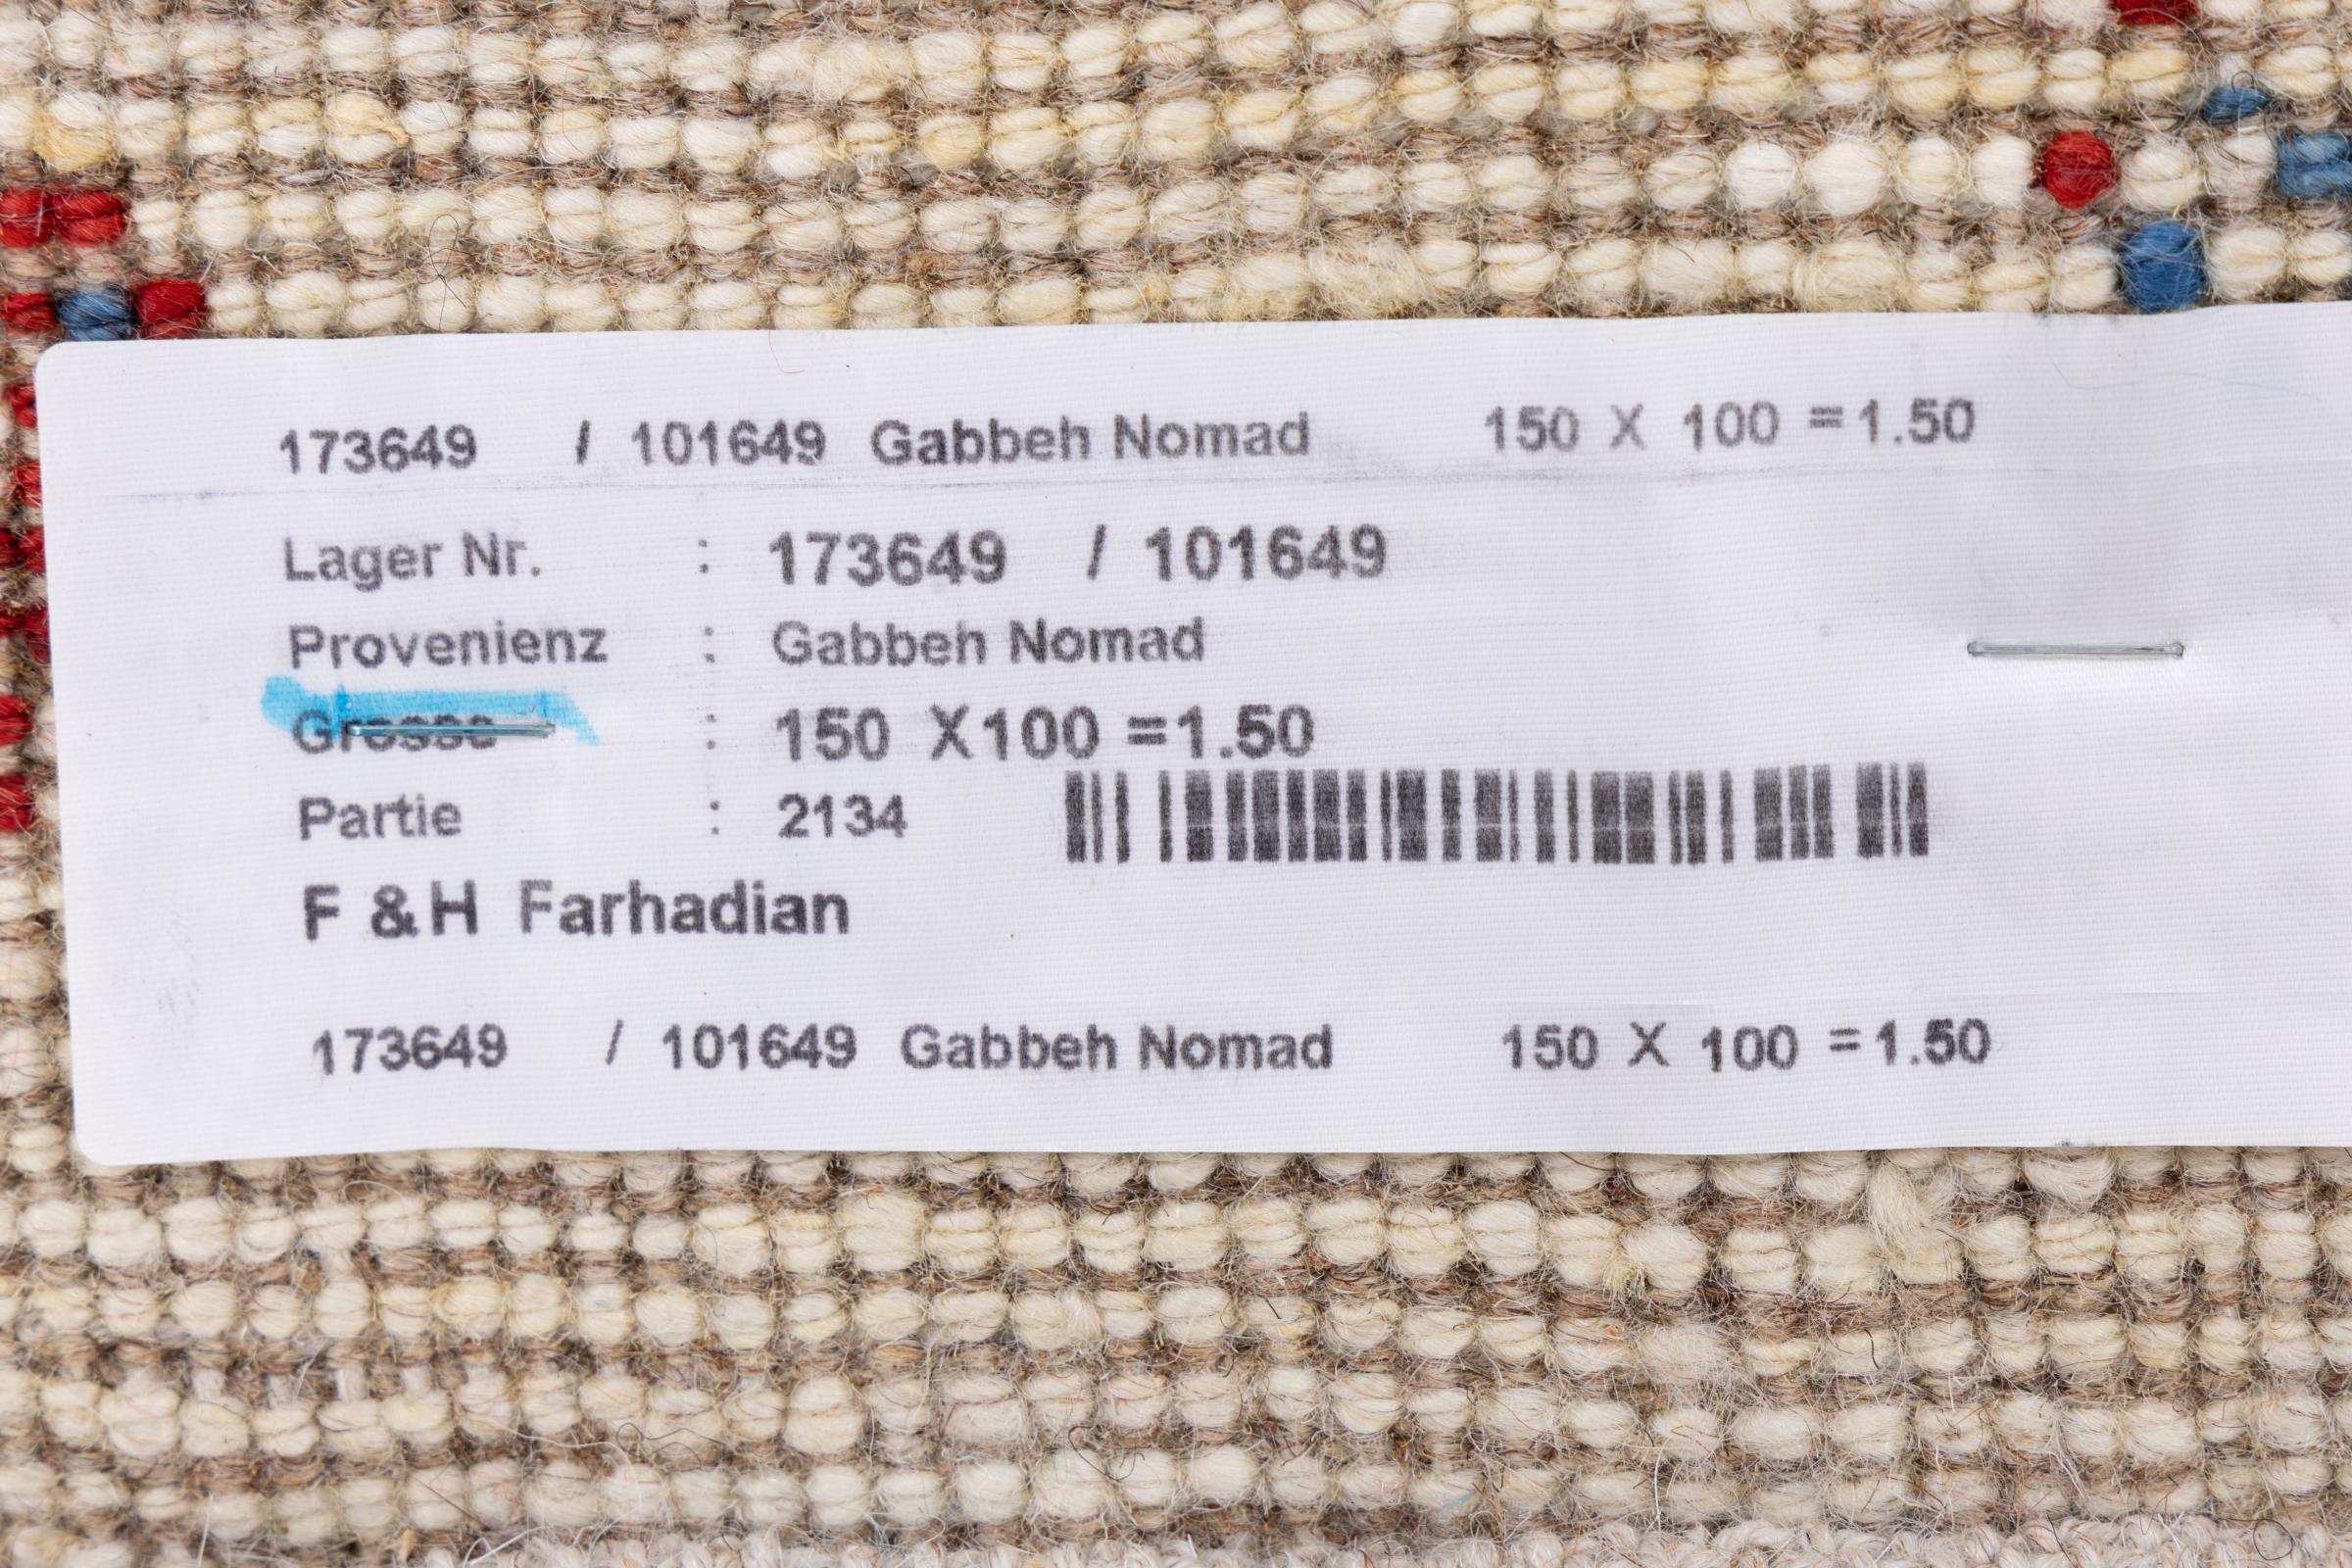 173649 / 101649 Gabbeh Nomad 150 X 100 = 1.50
Lager Nr. : 173649 / 101649
Provenienz : Gabbeh Nomad
Grosse : 150 X100 =1.50
Partie : 2134
F & H Farhadian
173649 / 101649 Gabbeh Nomad 150 X 100 = 1.50